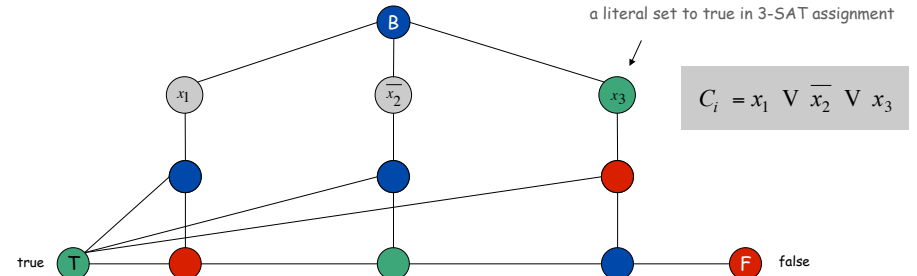 B
a literal set to true in 3-SAT assignment
x₁
x̅₂
x₃
Cᵢ = x₁ V x̅₂ V x₃
true
T
F
false